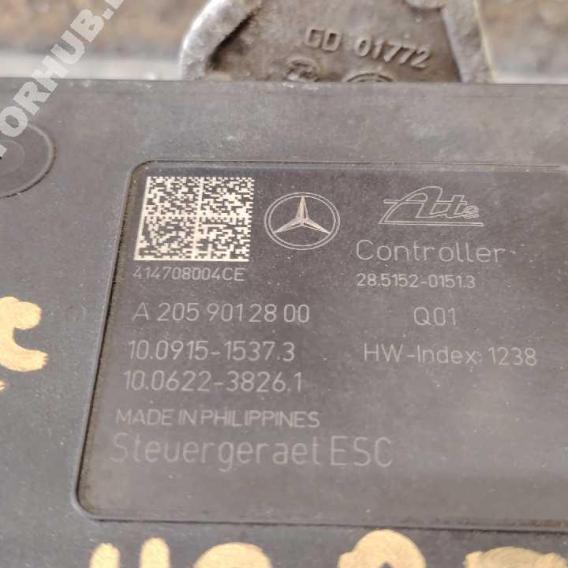 GD 01772
Ate
Controller
414708004CE
28.5152-0151.3
A 205 901 28 00
Q01
10.0915-1537.3
HW-Index: 1238
10.0622-3826.1
MADE IN PHILIPPINES
Steuergeraet ESC